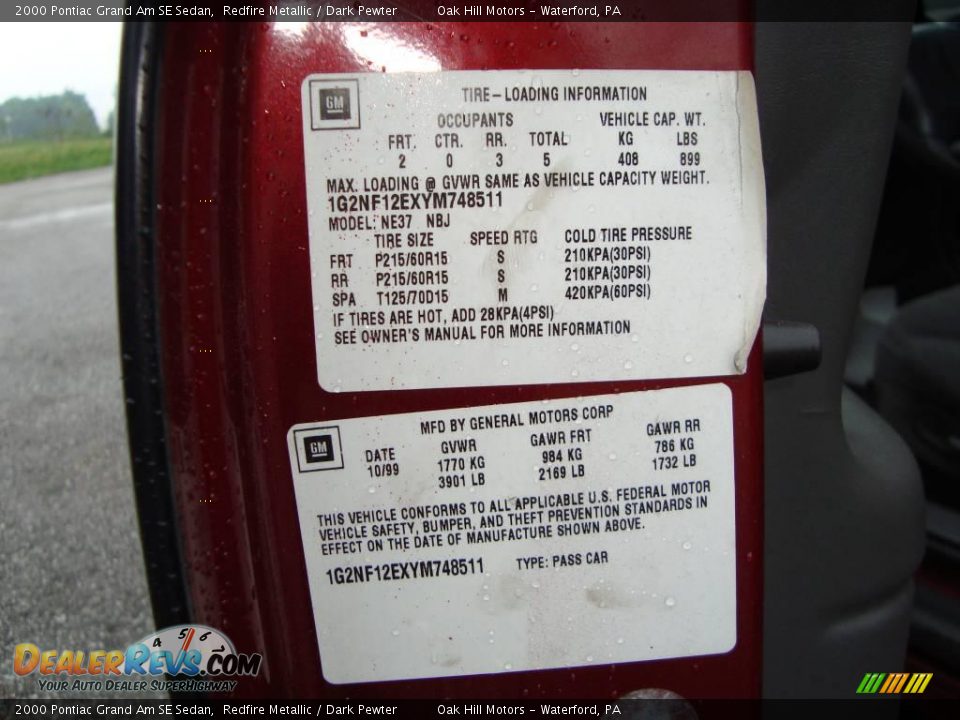 2000 Pontiac Grand Am SE Sedan, Redfire Metallic / Dark Pewter Oak Hill Motors - Waterford, PA
GM
TIRE-LOADING INFORMATION
OCCUPANTS VEHICLE CAP. WT.
FRT. CTR. RR. TOTAL KG LBS
2 0 3 5 408 899
MAX. LOADING @ GVWR SAME AS VEHICLE CAPACITY WEIGHT.
1G2NF12EXYM748511
MODEL: NE37 NBJ
TIRE SIZE SPEED RTG COLD TIRE PRESSURE
FRT P215/60R15 S 210KPA(30PSI)
RR P215/60R15 S 210KPA(30PSI)
SPA T125/70D15 M 420KPA(60PSI)
IF TIRES ARE HOT, ADD 28KPA(4PSI)
SEE OWNER'S MANUAL FOR MORE INFORMATION
GM
MFD BY GENERAL MOTORS CORP
DATE GVWR GAWR FRT GAWR RR
10/99 1770 KG 984 KG 786 KG
3901 LB 2169 LB 1732 LB
THIS VEHICLE CONFORMS TO ALL APPLICABLE U.S. FEDERAL MOTOR
VEHICLE SAFETY, BUMPER, AND THEFT PREVENTION STANDARDS IN
EFFECT ON THE DATE OF MANUFACTURE SHOWN ABOVE.
1G2NF12EXYM748511 TYPE: PASS CAR
4 5 6
DEALERREVS.COM
YOUR AUTO DEALER SUPERHIGHWAY
2000 Pontiac Grand Am SE Sedan, Redfire Metallic / Dark Pewter Oak Hill Motors - Waterford, PA